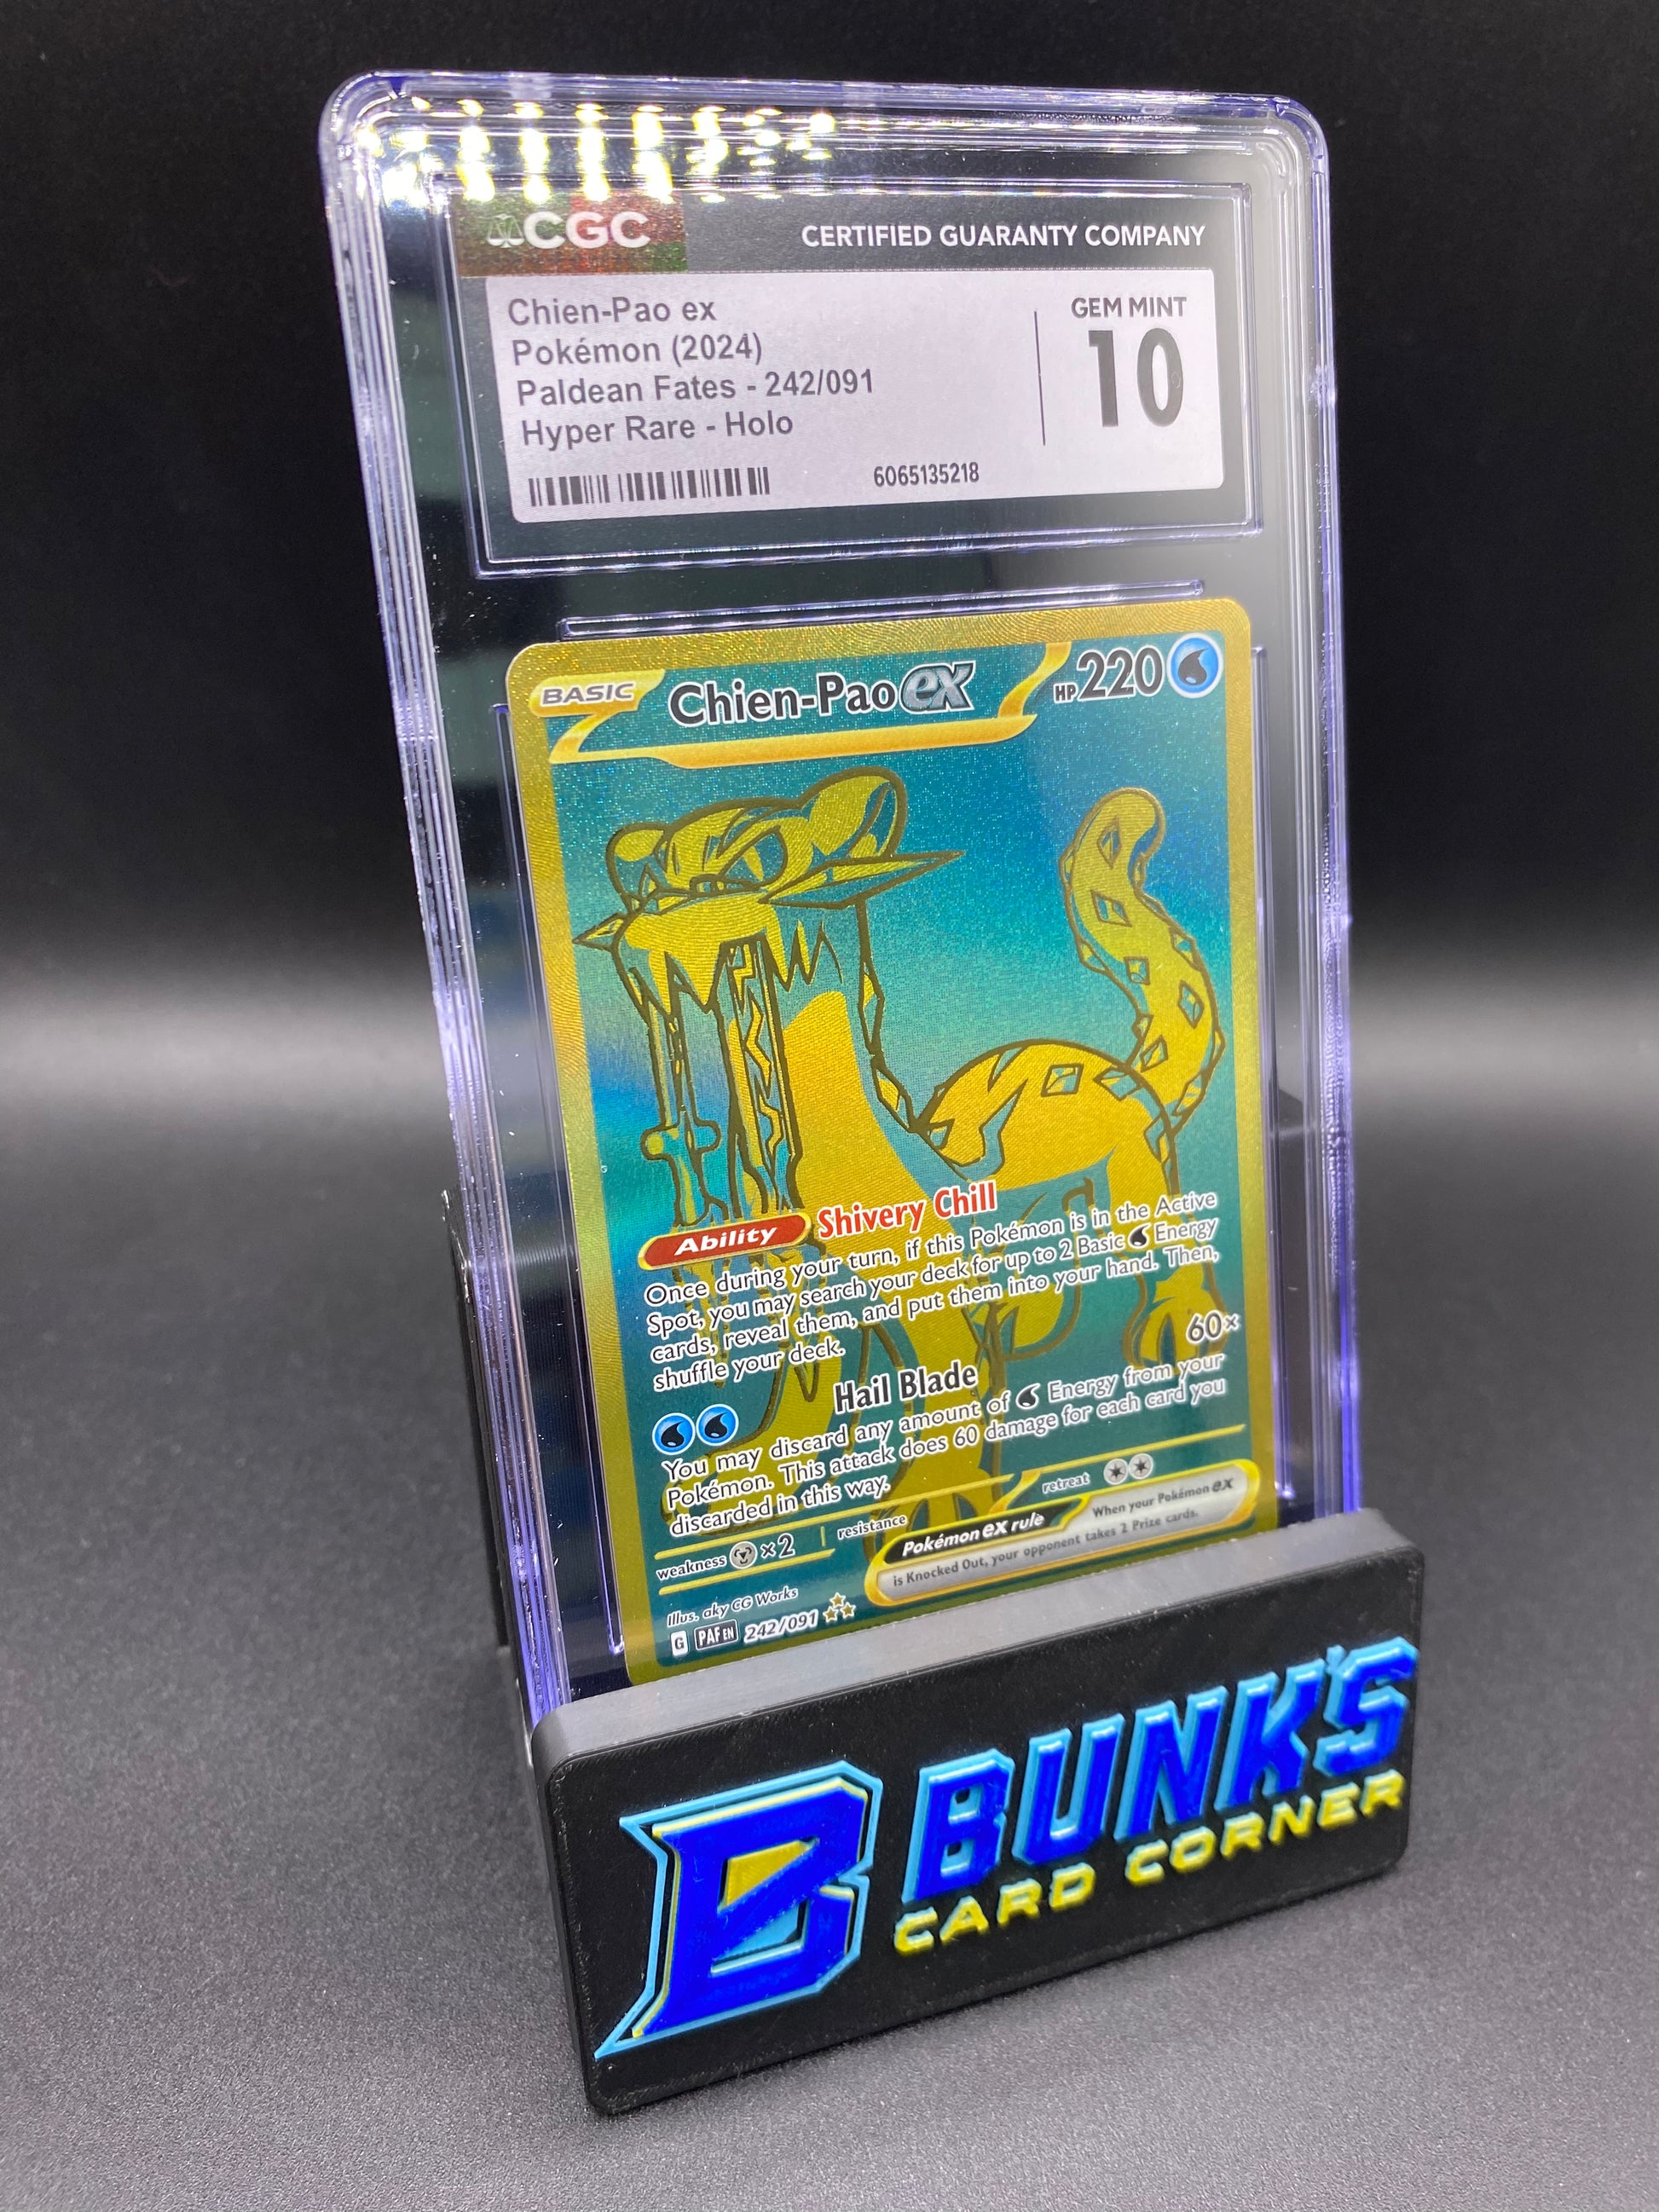 CGC
CERTIFIED GUARANTY COMPANY
Chien-Pao ex
Pokémon (2024)
Paldean Fates - 242/091
Hyper Rare - Holo
GEM MINT
10
6065135218
BASIC
Chien-Pao ex
HP 220
Ability Shivery Chill
Once during your turn, if this Pokémon is in the Active
Spot, you may search your deck for up to 2 Basic Energy
cards, reveal them, and put them into your hand. Then,
shuffle your deck.
Hail Blade 60×
You may discard any amount of Energy from your
Pokémon. This attack does 60 damage for each card you
discarded in this way.
weakness ×2 resistance
retreat
Pokémon ex rule When your Pokémon ex
is Knocked Out, your opponent takes 2 Prize cards.
Illus. aky CG Works
G PAF EN 242/091
B BUNK'S
CARD CORNER